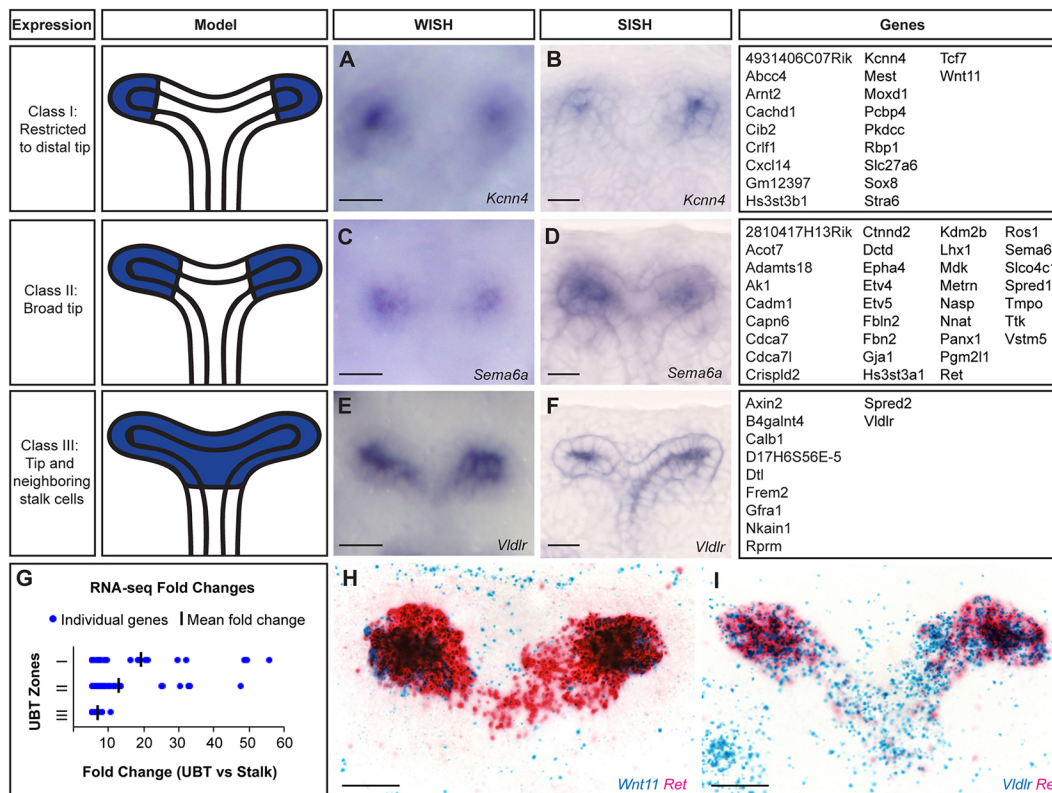 Expression Model WISH SISH Genes
Class I:
Restricted
to distal tip
A
Kcnn4
B
Kcnn4
4931406C07Rik Kcnn4 Tcf7
Abcc4 Mest Wnt11
Arnt2 Moxd1
Cachd1 Pcbp4
Cib2 Pkdcc
Crlf1 Rbp1
Cxcl14 Slc27a6
Gm12397 Sox8
Hs3st3b1 Stra6
Class II:
Broad tip
C
Sema6a
D
Sema6a
2810417H13Rik Ctnnd2 Kdm2b Ros1
Acot7 Dctd Lhx1 Sema6
Adamts18 Epha4 Mdk Slco4c1
Ak1 Etv4 Metrn Spred1
Cadm1 Etv5 Nasp Tmpo
Capn6 Fbln2 Nnat Ttk
Cdca7 Fbn2 Panx1 Vstm5
Cdca7l Gja1 Pgm2l1
Crispld2 Hs3st3a1 Ret
Class III:
Tip and
neighboring
stalk cells
E
Vldlr
F
Vldlr
Axin2 Spred2
B4galnt4 Vldlr
Calb1
D17H6S56E-5
Dtl
Frem2
Gfra1
Nkain1
Rprm
G
RNA-seq Fold Changes
Individual genes Mean fold change
UBT Zones
I
II
III
10 20 30 40 50 60
Fold Change (UBT vs Stalk)
H
Wnt11 Ret
I
Vldlr Re